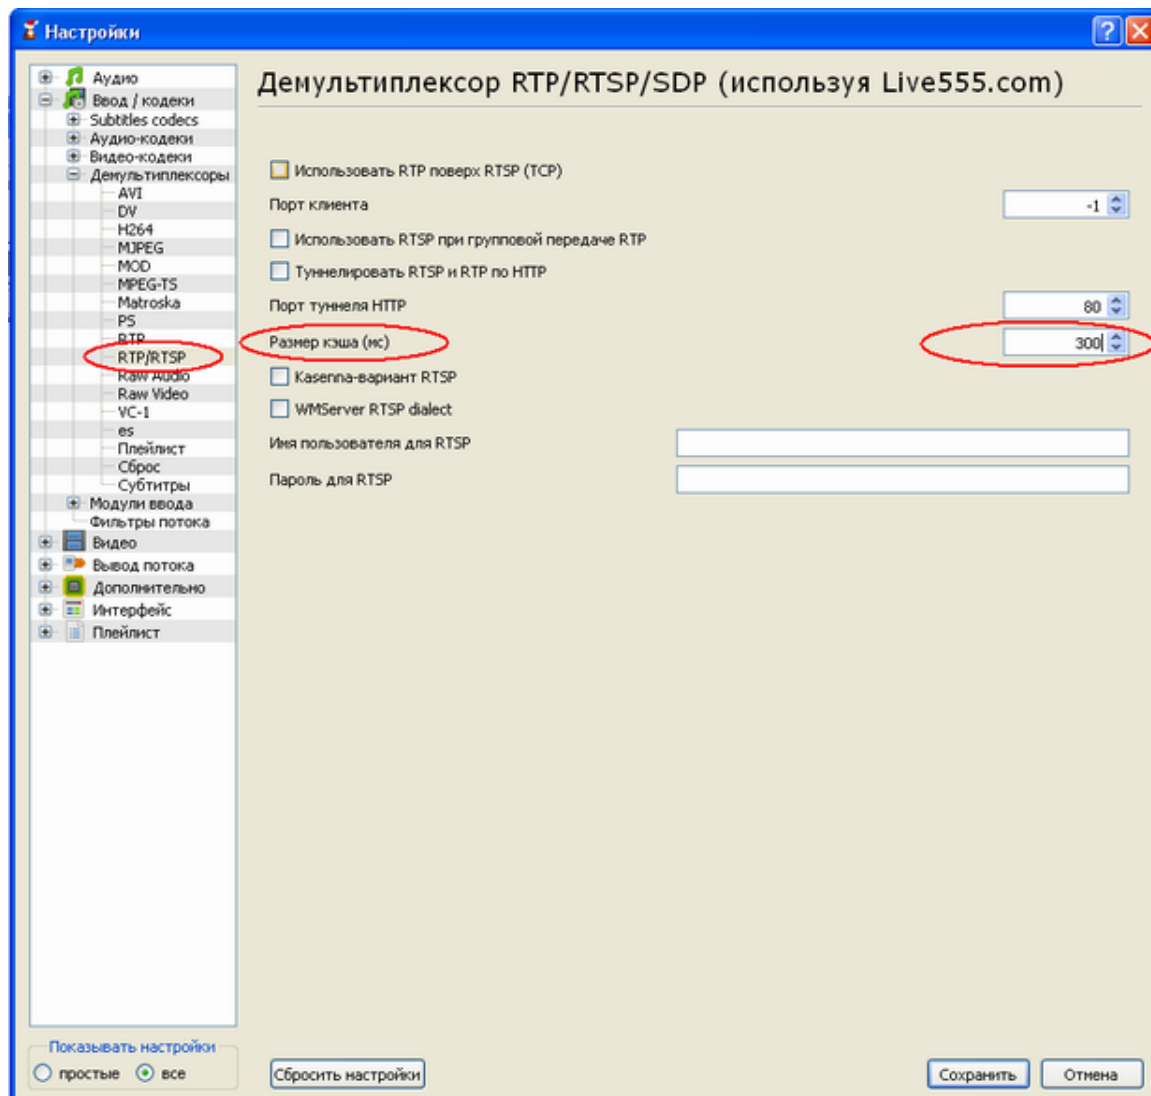 Настройки
Аудио
Ввод / кодеки
Subtitles codecs
Аудио-кодеки
Видео-кодеки
Демультиплексоры
AVI
DV
H264
MJPEG
MOD
MPEG-TS
Matroska
PS
RTP
RTP/RTSP
Raw Audio
Raw Video
VC-1
es
Плейлист
Сброс
Субтитры
Модули ввода
Фильтры потока
Видео
Вывод потока
Дополнительно
Интерфейс
Плейлист
Показывать настройки
простые все
Демультиплексор RTP/RTSP/SDP (используя Live555.com)
Использовать RTP поверх RTSP (TCP)
Порт клиента -1
Использовать RTSP при групповой передаче RTP
Туннелировать RTSP и RTP по HTTP
Порт туннеля HTTP 80
Размер кэша (мс) 300
Kasenna-вариант RTSP
WMServer RTSP dialect
Имя пользователя для RTSP
Пароль для RTSP
Сбросить настройки Сохранить Отмена